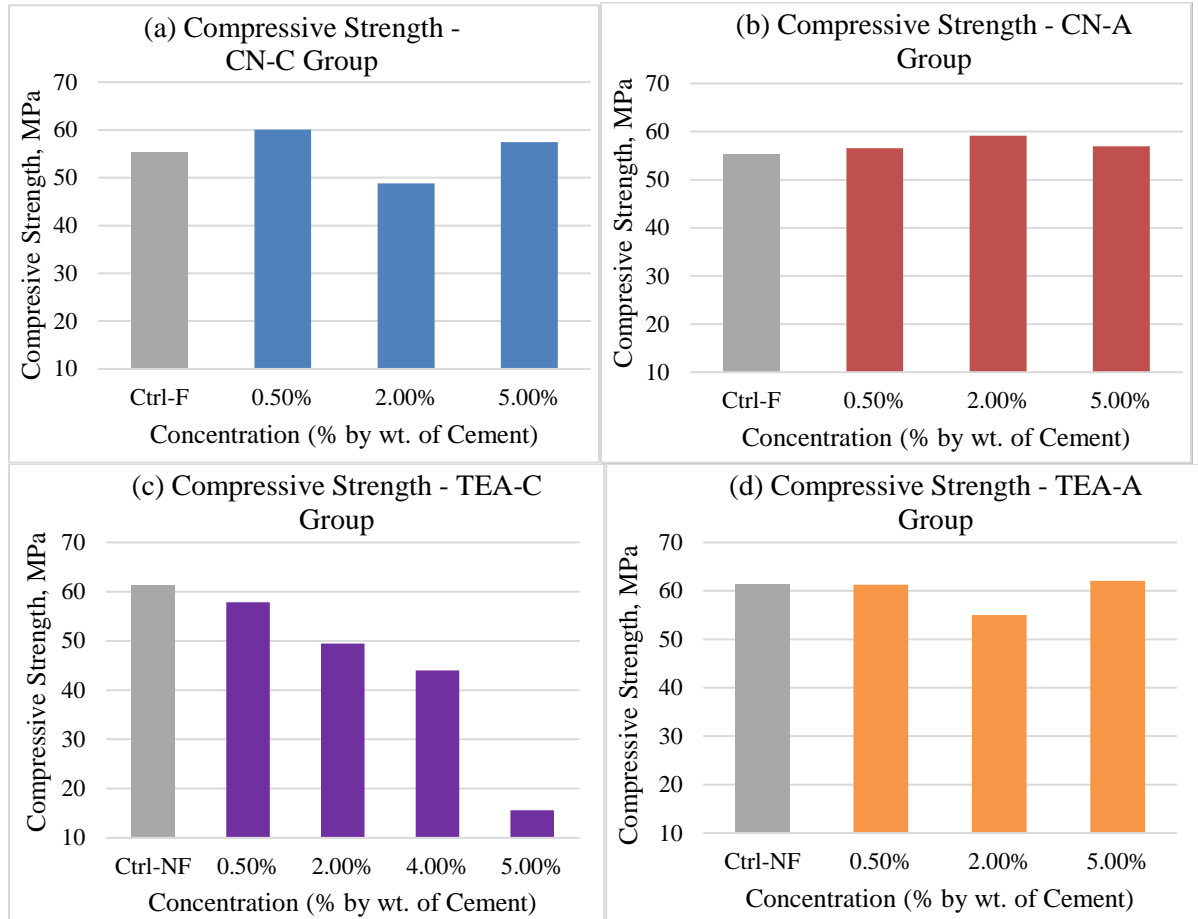 (a) Compressive Strength -
CN-C Group
Compresive Strength, MPa
70
60
50
40
30
20
10
Ctrl-F 0.50% 2.00% 5.00%
Concentration (% by wt. of Cement)
(b) Compressive Strength - CN-A
Group
Compresive Strength, MPa
70
60
50
40
30
20
10
Ctrl-F 0.50% 2.00% 5.00%
Concentration (% by wt. of Cement)
(c) Compressive Strength - TEA-C
Group
Compressive Strength, MPa
70
60
50
40
30
20
10
Ctrl-NF 0.50% 2.00% 4.00% 5.00%
Concentration (% by wt. of Cement)
(d) Compressive Strength - TEA-A
Group
Compressive Strength, MPa
70
60
50
40
30
20
10
Ctrl-NF 0.50% 2.00% 5.00%
Concentration (% by wt. of Cement)